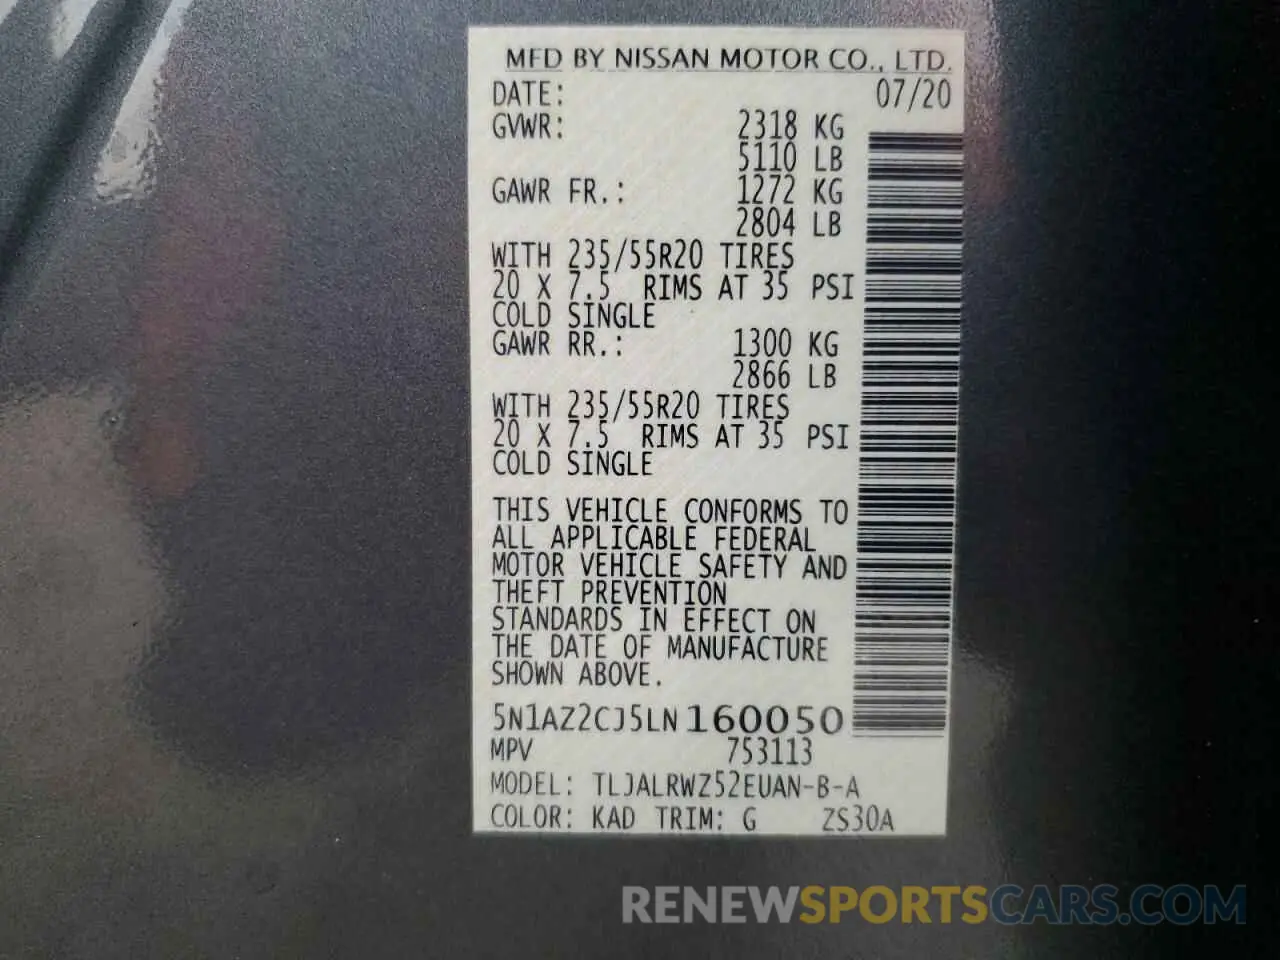 MFD BY NISSAN MOTOR CO., LTD.
DATE: 07/20
GVWR: 2318 KG
5110 LB
GAWR FR.: 1272 KG
2804 LB
WITH 235/55R20 TIRES
20 X 7.5 RIMS AT 35 PSI
COLD SINGLE
GAWR RR.: 1300 KG
2866 LB
WITH 235/55R20 TIRES
20 X 7.5 RIMS AT 35 PSI
COLD SINGLE
THIS VEHICLE CONFORMS TO
ALL APPLICABLE FEDERAL
MOTOR VEHICLE SAFETY AND
THEFT PREVENTION
STANDARDS IN EFFECT ON
THE DATE OF MANUFACTURE
SHOWN ABOVE.
5N1AZ2CJ5LN160050
MPV 753113
MODEL: TLJALRWZ52EUAN-B-A
COLOR: KAD TRIM: G ZS30A
RENEWSPORTSCARS.COM